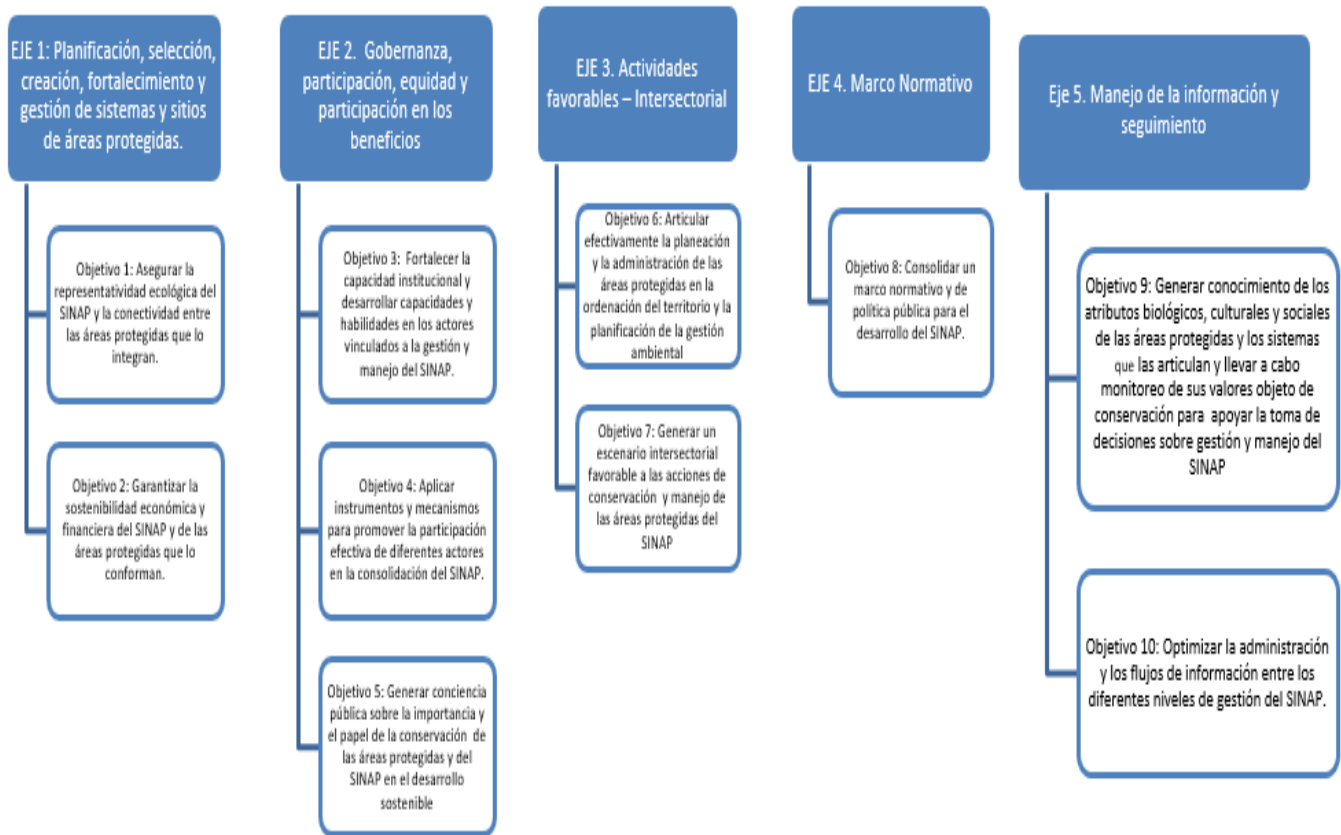 EJE 1: Planificación, selección,
creación, fortalecimiento y
gestión de sistemas y sitios
de áreas protegidas.
Objetivo 1: Asegurar la
representatividad ecológica del
SINAP y la conectividad entre
las áreas protegidas que lo
integran.
Objetivo 2: Garantizar la
sostenibilidad económica y
financiera del SINAP y de las
áreas protegidas que lo
conforman.
EJE 2. Gobernanza,
participación, equidad y
participación en los
beneficios
Objetivo 3: Fortalecer la
capacidad institucional y
desarrollar capacidades y
habilidades en los actores
vinculados a la gestión y
manejo del SINAP.
Objetivo 4: Aplicar
instrumentos y mecanismos
para promover la participación
efectiva de diferentes actores
en la consolidación del SINAP.
Objetivo 5: Generar conciencia
pública sobre la importancia y
el papel de la conservación de
las áreas protegidas y del
SINAP en el desarrollo
sostenible
EJE 3. Actividades
favorables – Intersectorial
Objetivo 6: Articular
efectivamente la planeación
y la administración de las
áreas protegidas en la
ordenación del territorio y la
planificación de la gestión
ambiental
Objetivo 7: Generar un
escenario intersectorial
favorable a las acciones de
conservación y manejo de
las áreas protegidas del
SINAP
EJE 4. Marco Normativo
Objetivo 8: Consolidar un
marco normativo y de
política pública para el
desarrollo del SINAP.
Eje 5. Manejo de la información y
seguimiento
Objetivo 9: Generar conocimiento de los
atributos biológicos, culturales y sociales
de las áreas protegidas y los sistemas
que las articulan y llevar a cabo
monitoreo de sus valores objeto de
conservación para apoyar la toma de
decisiones sobre gestión y manejo del
SINAP
Objetivo 10: Optimizar la administración
y los flujos de información entre los
diferentes niveles de gestión del SINAP.